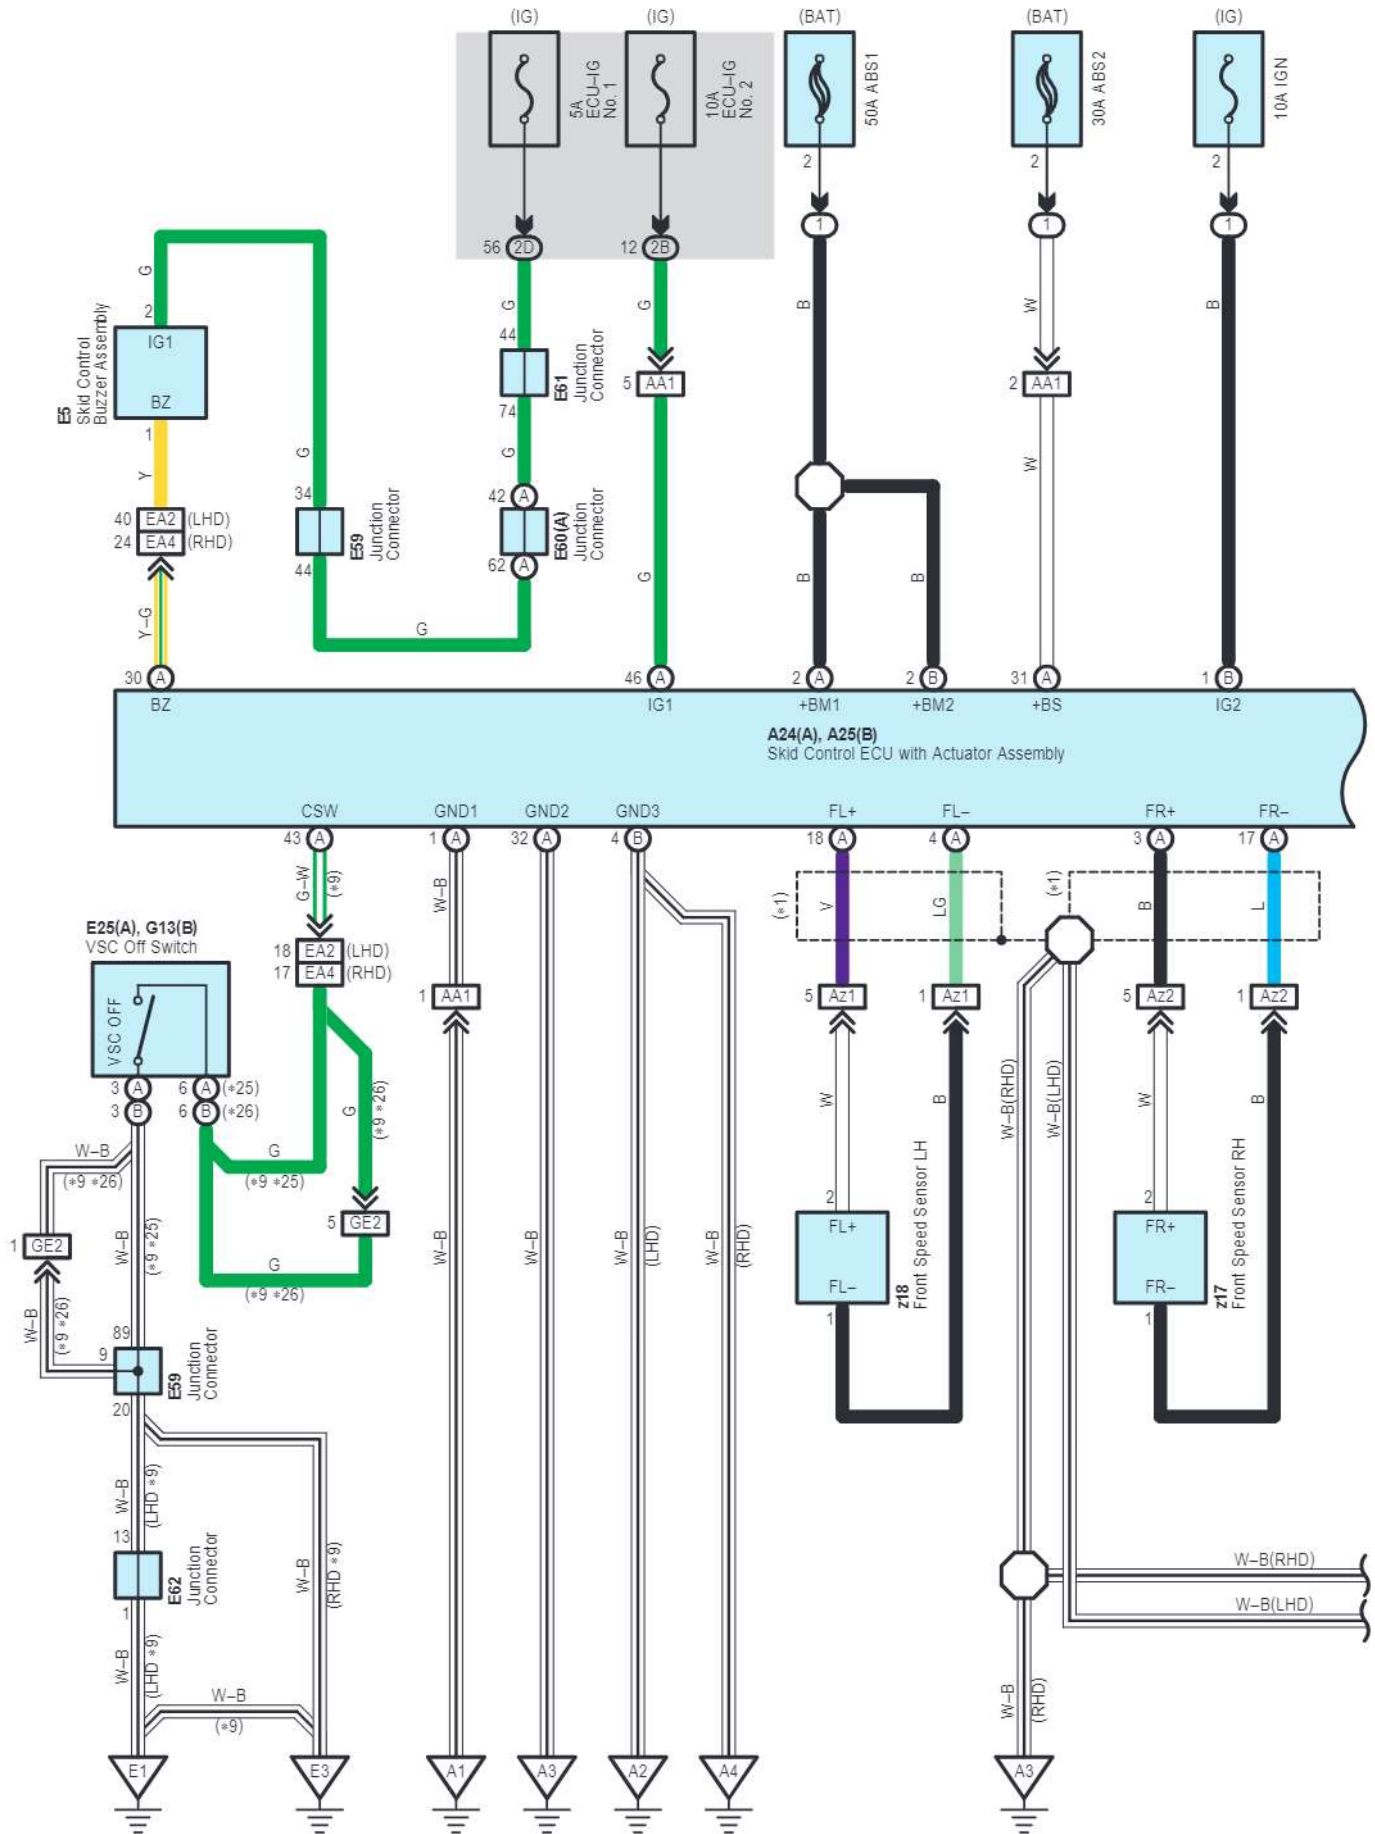 (IG)
(IG)
(BAT)
(BAT)
(IG)
5A
ECU–IG
No. 1
10A
ECU–IG
No. 2
50A ABS1
30A ABS2
10A IGN
2
2
2
1
1
1
56 2D
12 2B
G
2
IG1
BZ
1
E5
Skid Control
Buzzer Assembly
G
G
B
W
B
44
E61
Junction
Connector
74
5 AA1
2 AA1
Y
G
G
W
40 EA2 (LHD)
24 EA4 (RHD)
34
E59
Junction
Connector
44
42 A
E60(A)
Junction
Connector
62 A
Y–G
G
G
B
B
30 A
46 A
2 A
2 B
31 A
1 B
BZ
IG1
+BM1
+BM2
+BS
IG2
A24(A), A25(B)
Skid Control ECU with Actuator Assembly
CSW
GND1
GND2
GND3
FL+
FL–
FR+
FR–
43 A
1 A
32 A
4 B
18 A
4 A
3 A
17 A
G–W
(*9)
W–B
(*1)
V
LG
(*1)
B
L
E25(A), G13(B)
VSC Off Switch
VSC OFF
18 EA2 (LHD)
17 EA4 (RHD)
1 AA1
5 Az1
1 Az1
5 Az2
1 Az2
3 A
6 A (*25)
3 B
6 B (*26)
G
(*9 *26)
W
B
W–B(RHD)
W–B(LHD)
W
B
W–B
(*9 *26)
G
(*9 *25)
1 GE2
W–B
(*9 *25)
5 GE2
G
(*9 *26)
W–B
W–B
W–B
(LHD)
W–B
(RHD)
2
FL+
FL–
1
z18
Front Speed Sensor LH
2
FR+
FR–
1
z17
Front Speed Sensor RH
W–B
(*9 *26)
89
9
E59
Junction
Connector
20
W–B
(LHD *9)
13
E62
Junction
Connector
1
W–B
(RHD *9)
W–B(RHD)
W–B(LHD)
W–B
(LHD *9)
W–B
(*9)
W–B
(RHD)
E1
E3
A1
A3
A2
A4
A3